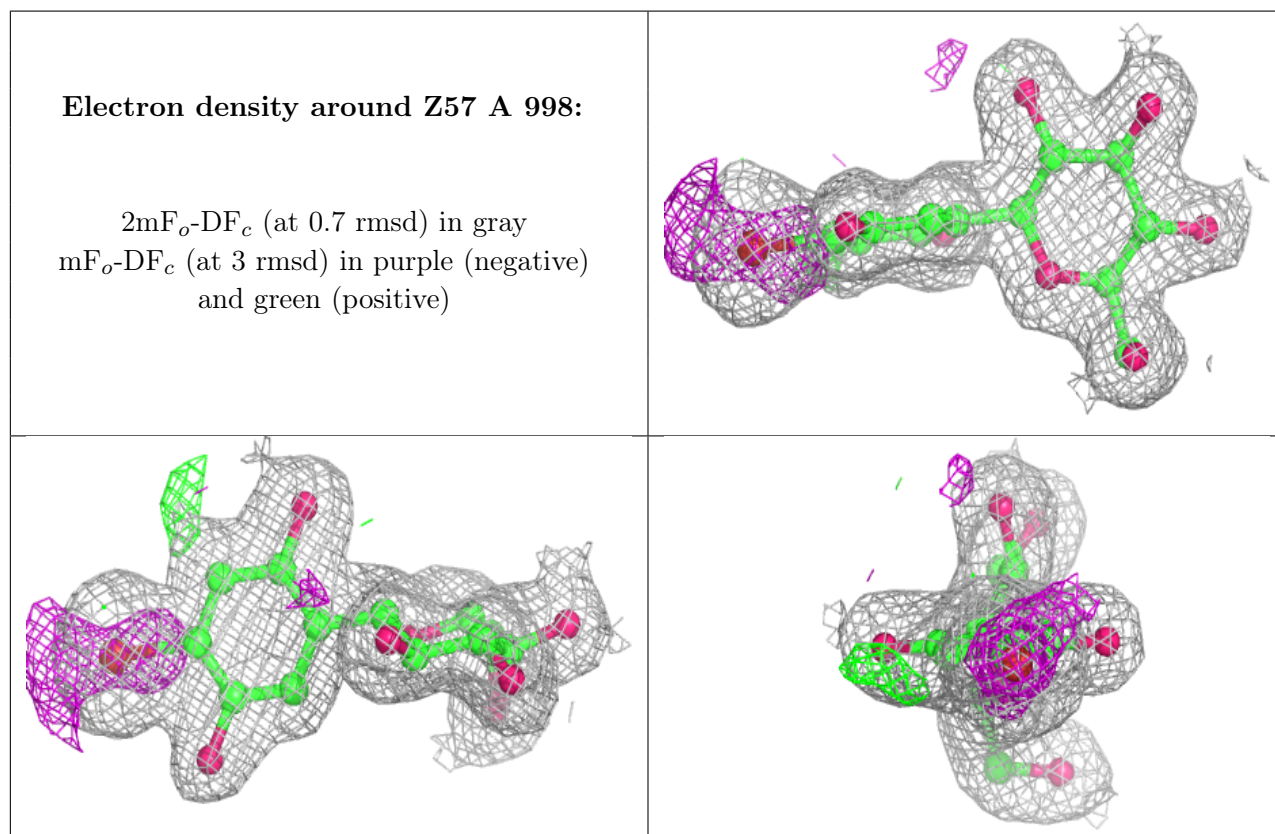 Electron density around Z57 A 998:
2mFo-DFc (at 0.7 rmsd) in gray
mFo-DFc (at 3 rmsd) in purple (negative)
and green (positive)